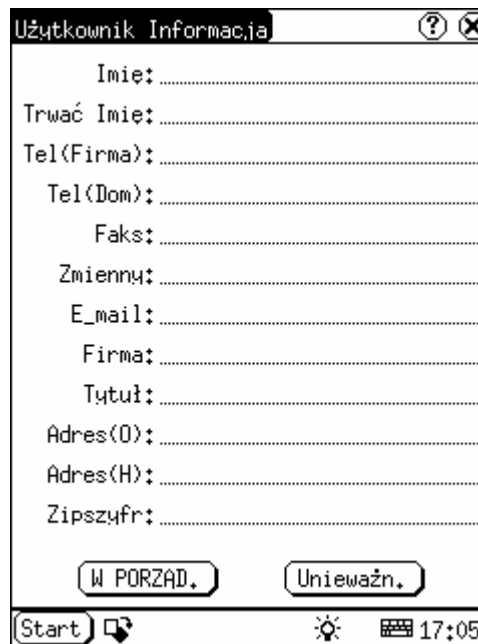 Użytkownik Informacja
Imię:
Trwać Imię:
Tel(Firma):
Tel(Dom):
Faks:
Zmienny:
E_mail:
Firma:
Tytuł:
Adres(O):
Adres(H):
Zipszyfr:
W PORZĄD. Unieważn.
Start 17:05